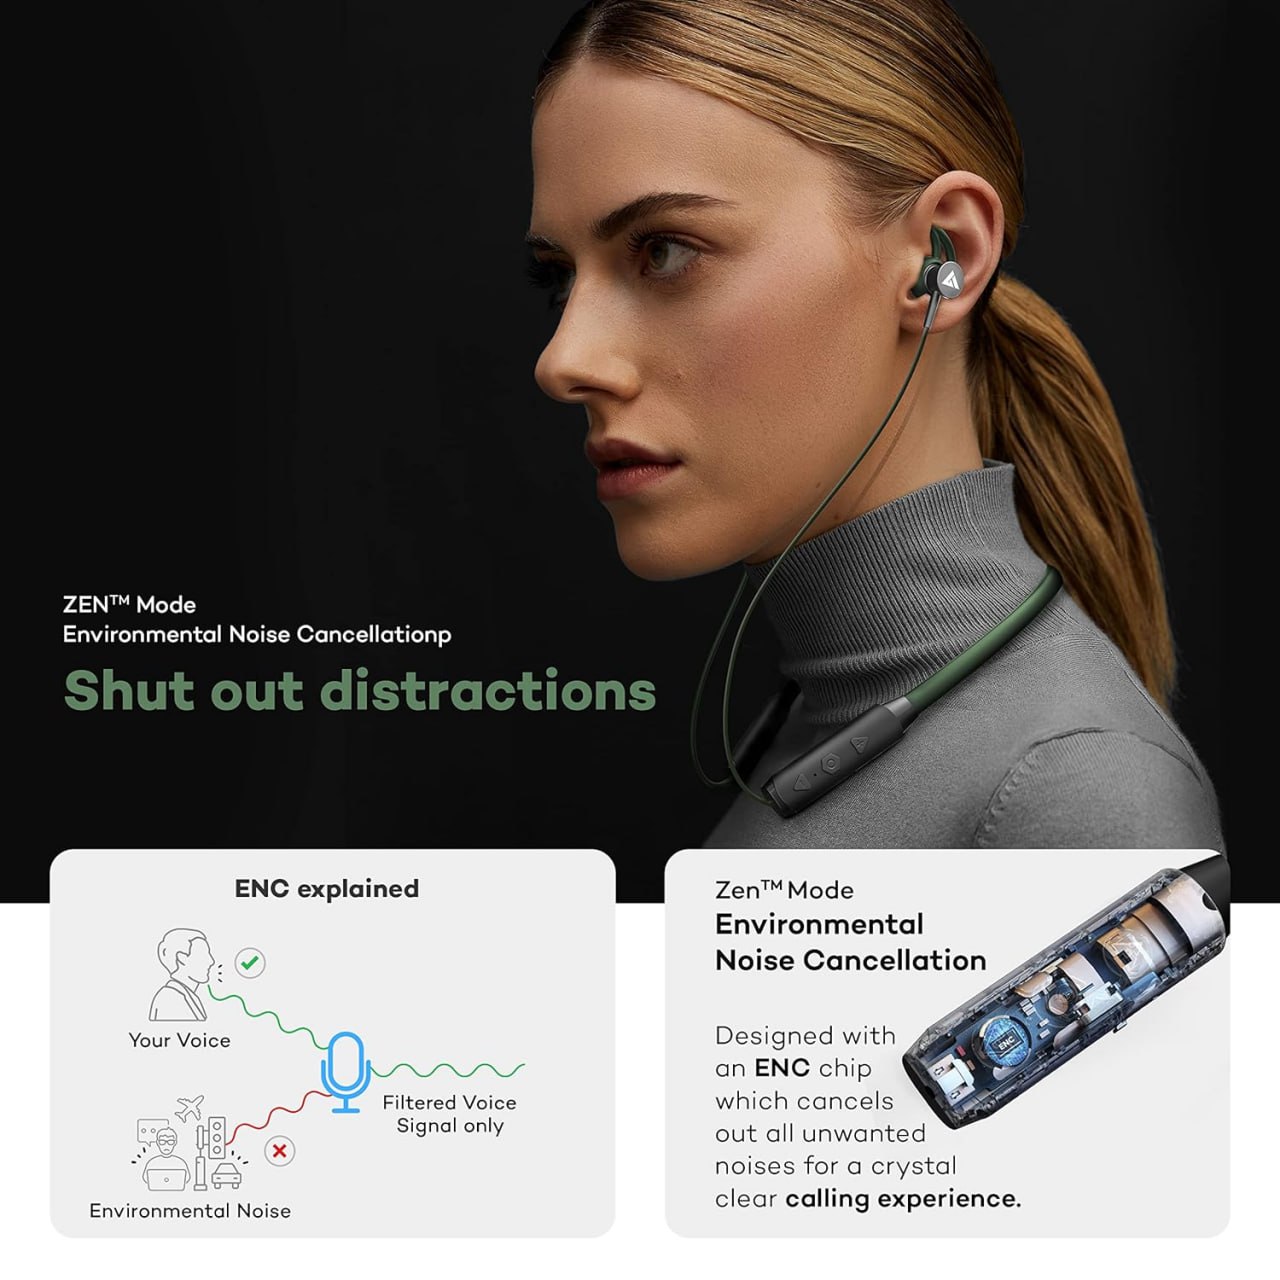 ZEN™ Mode
Environmental Noise Cancellationp
Shut out distractions
ENC explained
Your Voice
Filtered Voice
Signal only
Environmental Noise
Zen™ Mode
Environmental
Noise Cancellation
ENC
Designed with
an ENC chip
which cancels
out all unwanted
noises for a crystal
clear calling experience.